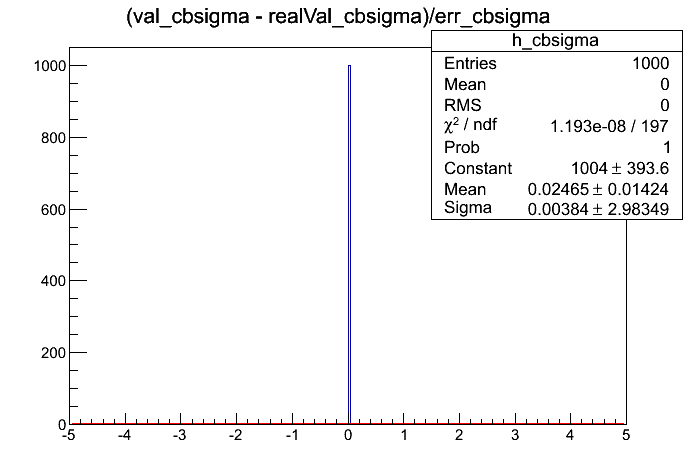 (val_cbsigma - realVal_cbsigma)/err_cbsigma
h_cbsigma
Entries 1000
Mean 0
RMS 0
χ² / ndf 1.193e-08 / 197
Prob 1
Constant 1004 ± 393.6
Mean 0.02465 ± 0.01424
Sigma 0.00384 ± 2.98349
1000
800
600
400
200
0
-5 -4 -3 -2 -1 0 1 2 3 4 5